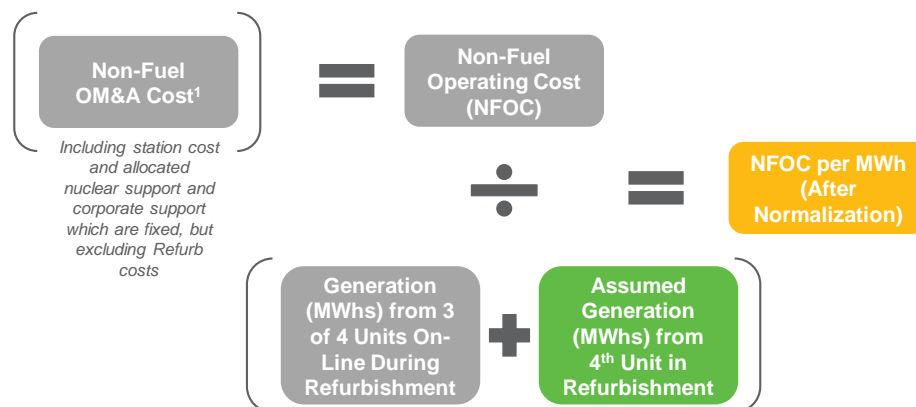 Non-Fuel
OM&A Cost¹
Including station cost
and allocated
nuclear support and
corporate support
which are fixed, but
excluding Refurb
costs
Non-Fuel
Operating Cost
(NFOC)
NFOC per MWh
(After
Normalization)
Generation
(MWhs) from 3
of 4 Units On-
Line During
Refurbishment
Assumed
Generation
(MWhs) from
4th Unit in
Refurbishment